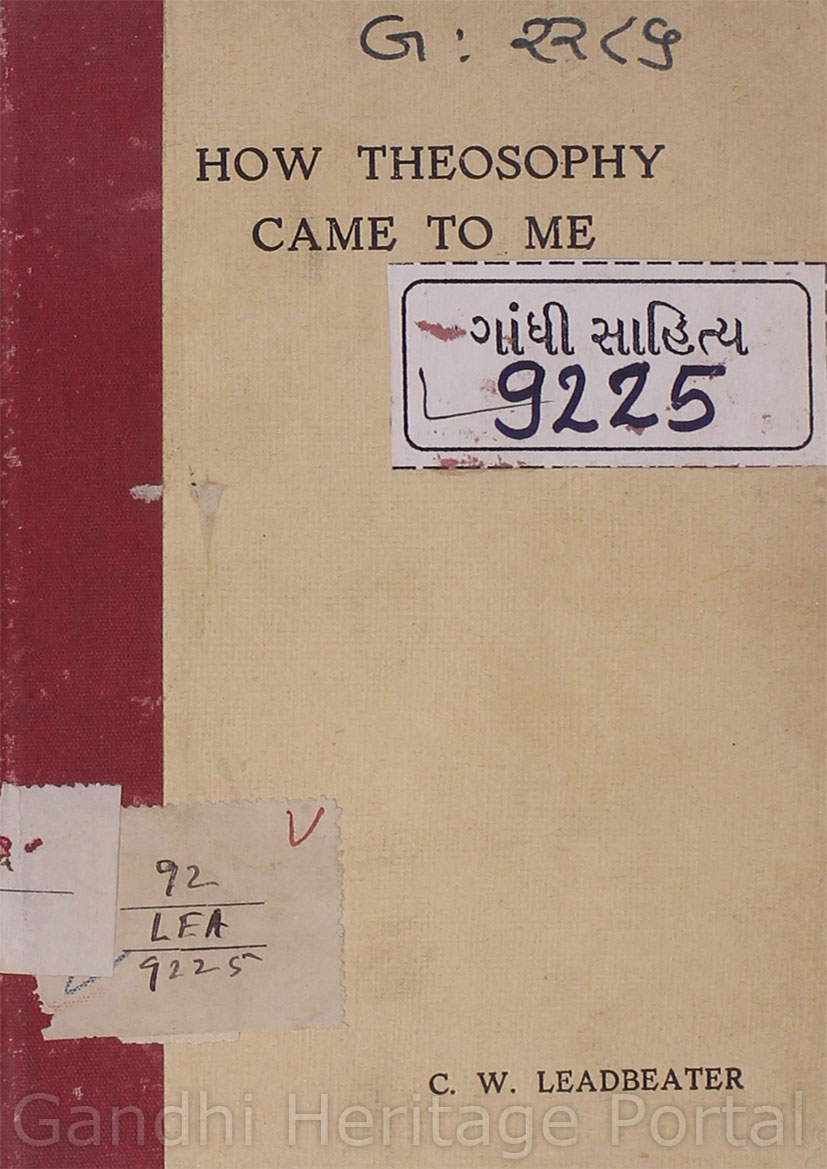 ગ : ૨૨૮૬
HOW THEOSOPHY
CAME TO ME
ગાંધી સાહિત્ય
9225
V
92
LEA
9225
C. W. LEADBEATER
Gandhi Heritage Portal